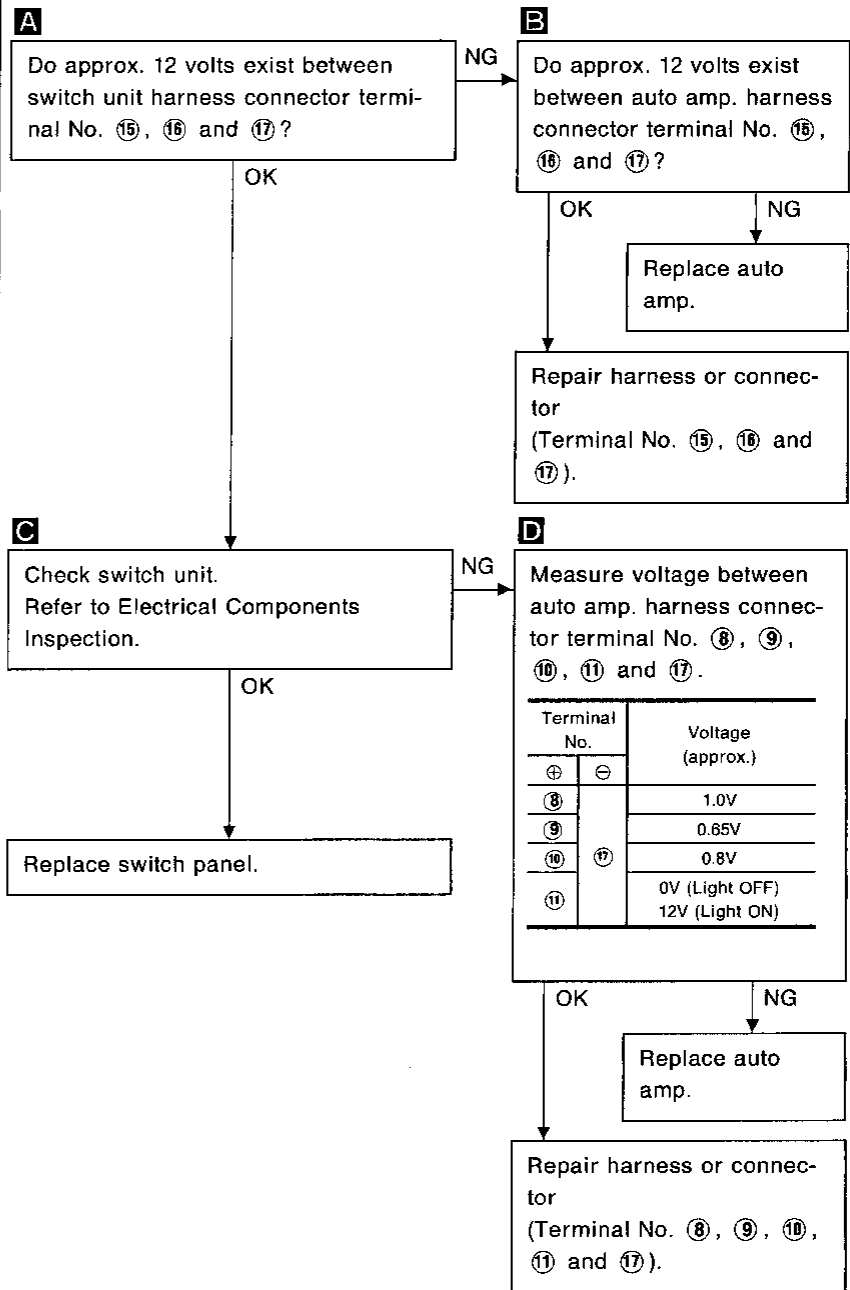 A
Do approx. 12 volts exist between
switch unit harness connector termi-
nal No. ⑮, ⑯ and ⑰?
NG
B
Do approx. 12 volts exist
between auto amp. harness
connector terminal No. ⑮,
⑯ and ⑰?
OK
OK
NG
Replace auto
amp.
Repair harness or connec-
tor
(Terminal No. ⑮, ⑯ and
⑰).
C
Check switch unit.
Refer to Electrical Components
Inspection.
NG
D
Measure voltage between
auto amp. harness connec-
tor terminal No. ⑧, ⑨,
⑩, ⑪ and ⑰.
Terminal
No.
Voltage
(approx.)
⊕ ⊖
⑧ 1.0V
⑨ 0.65V
⑩ ⑰ 0.8V
⑪ 0V (Light OFF)
12V (Light ON)
OK
Replace switch panel.
OK
NG
Replace auto
amp.
Repair harness or connec-
tor
(Terminal No. ⑧, ⑨, ⑩,
⑪ and ⑰).